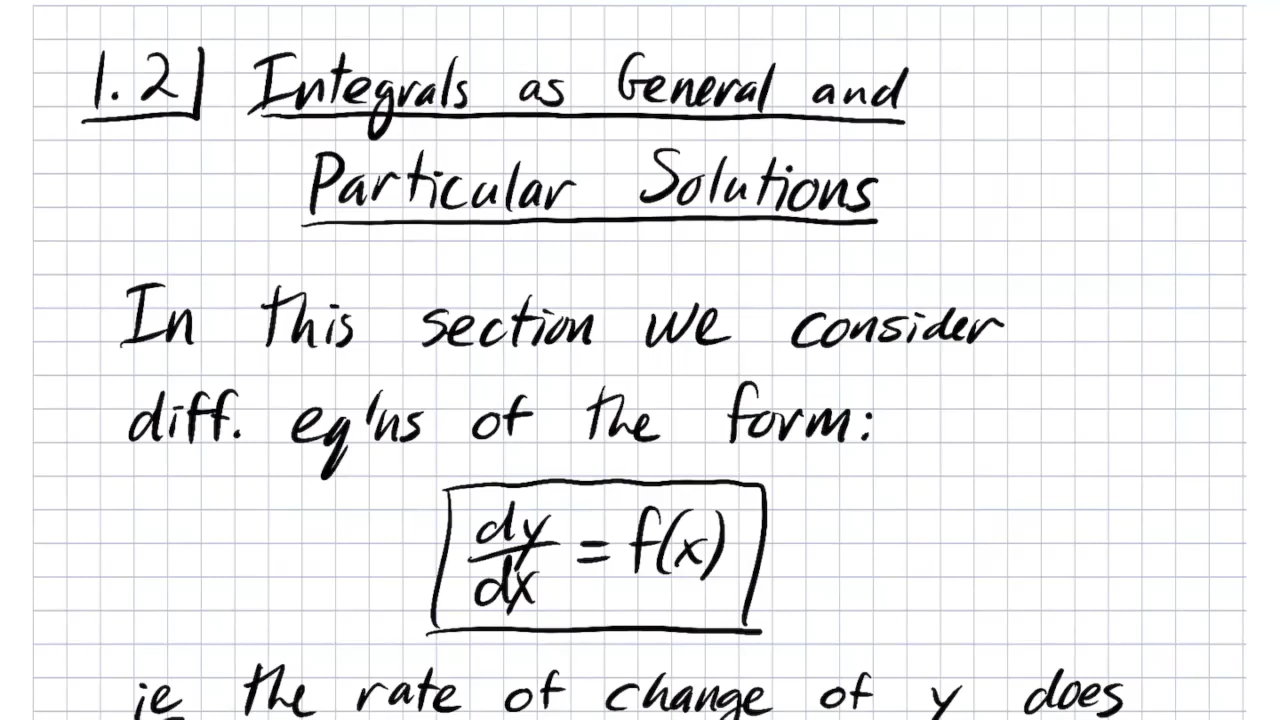 1.2 Integrals as General and
Particular Solutions
In this section we consider
diff. eq'ns of the form:
dy/dx = f(x)
ie the rate of change of y does